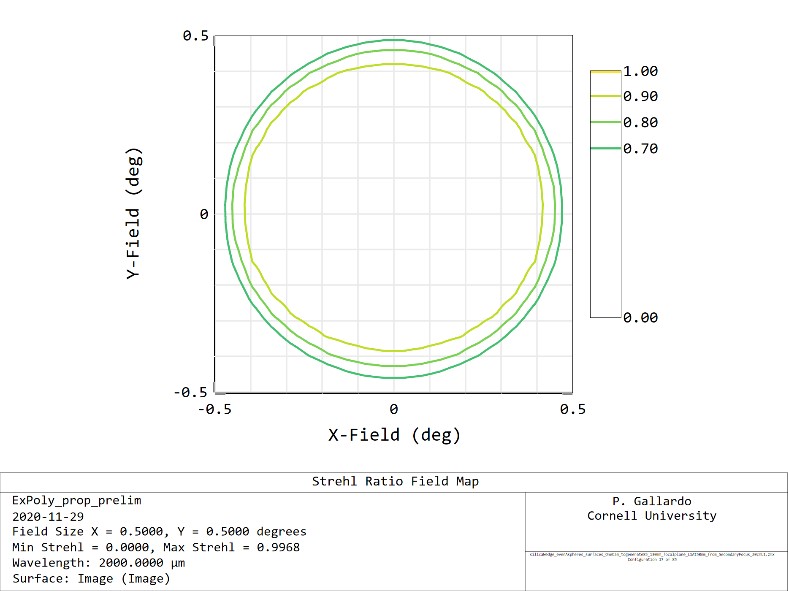 0.5
0
-0.5
Y-Field (deg)
-0.5
0
0.5
X-Field (deg)
1.00
0.90
0.80
0.70
0.00
Strehl Ratio Field Map
ExPoly_prop_prelim
2020-11-29
Field Size X = 0.5000, Y = 0.5000 degrees
Min Strehl = 0.0000, Max Strehl = 0.9968
Wavelength: 2000.0000 µm
Surface: Image (Image)
P. Gallardo
Cornell University
Configuration 17 of 85